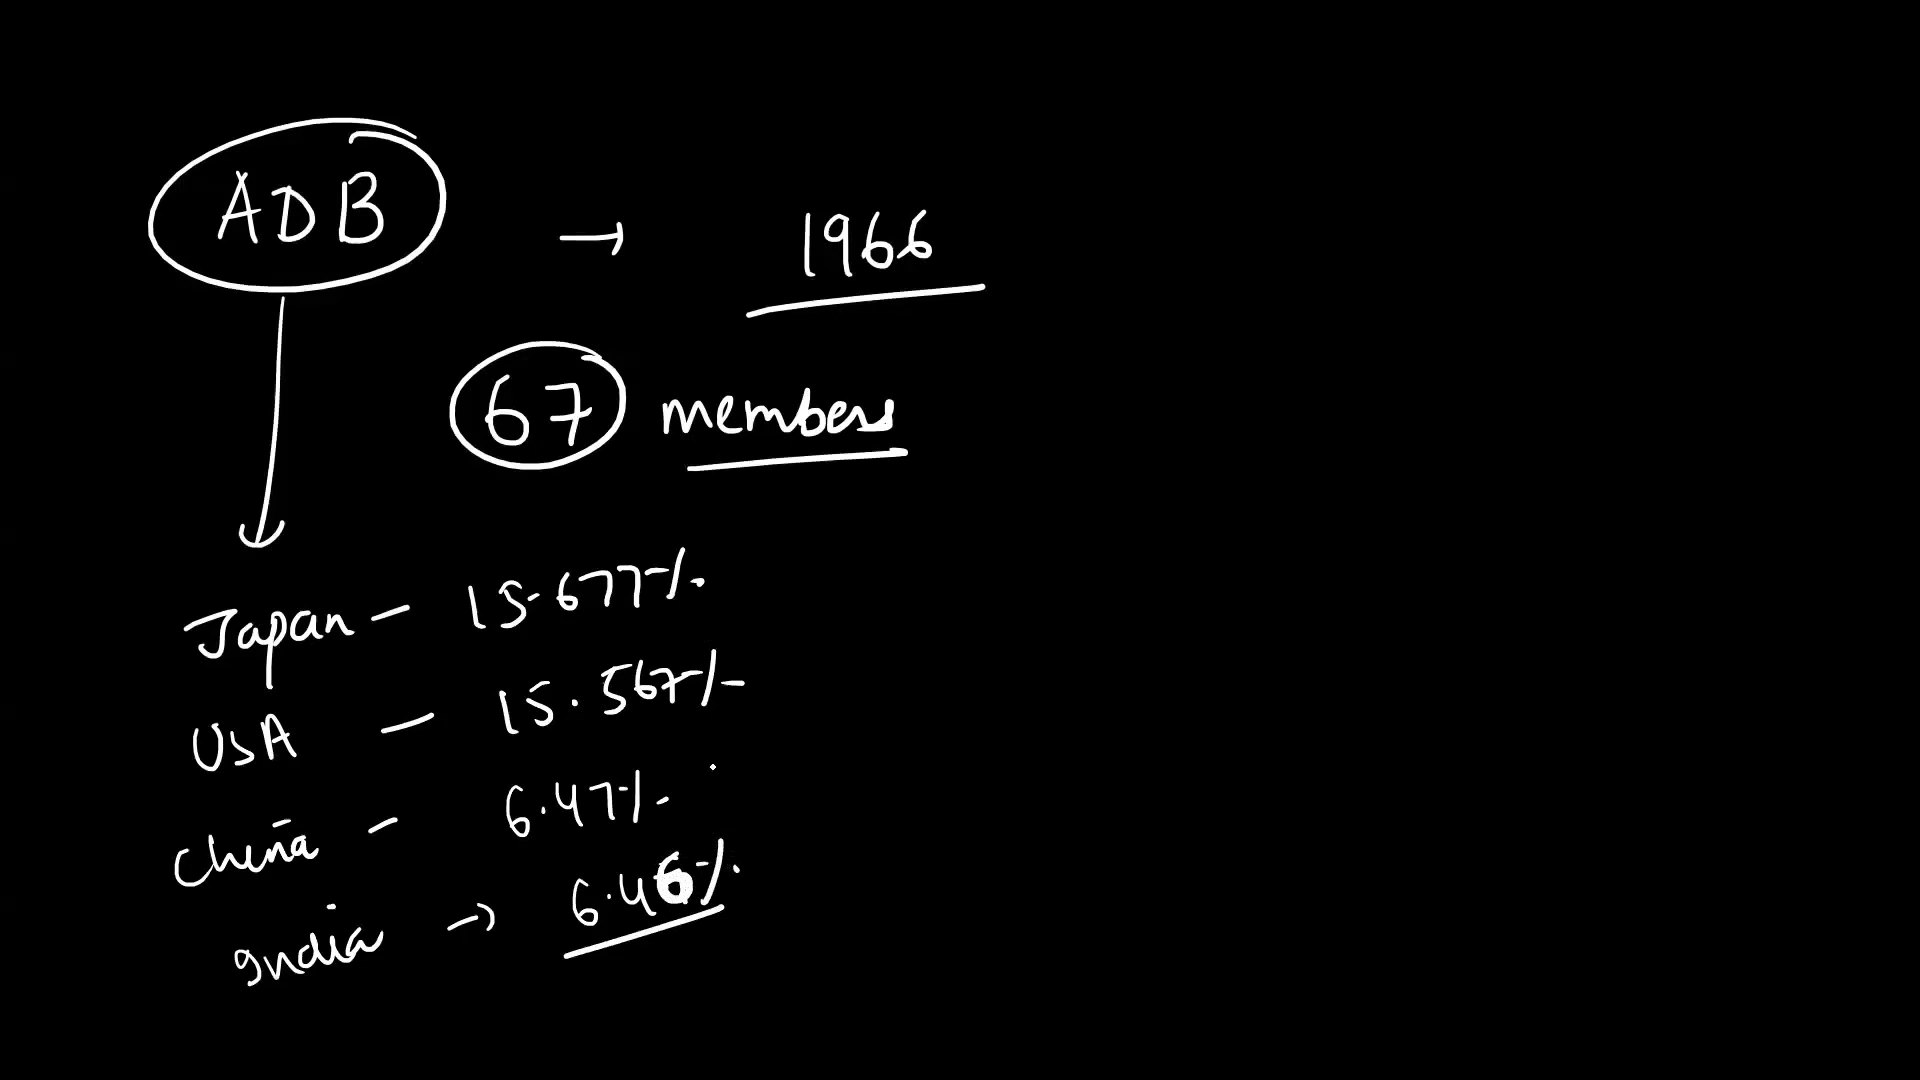 ADB → 1966
67 members
Japan - 15.677%
USA - 15.567%
China - 6.47%
India → 6.46%